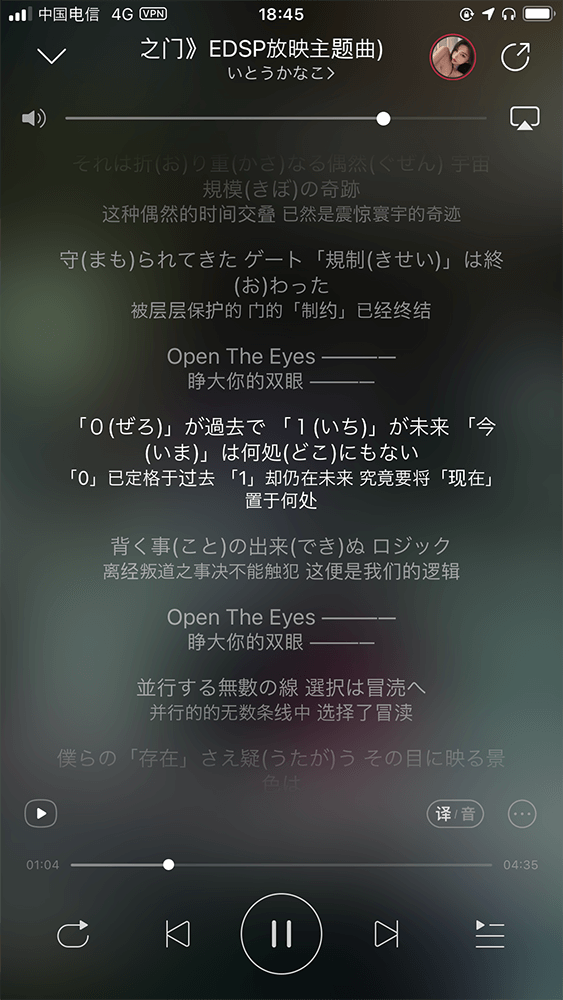 中国电信 4G VPN 18:45
之门》EDSP放映主题曲)
いとうかなこ
それは折(お)り重(かさ)なる偶然(ぐぜん) 宇宙
規模(きぼ)の奇跡
这种偶然的时间交叠 已然是震惊寰宇的奇迹
守(まも)られてきた ゲート「規制(きせい)」は終
(お)わった
被层层保护的 门的「制约」已经终结
Open The Eyes ————
睁大你的双眼 ————
「０(ぜろ)」が過去で 「１(いち)」が未来 「今
(いま)」は何処(どこ)にもない
「0」已定格于过去 「1」却仍在未来 究竟要将「现在」
置于何处
背く事(こと)の出来(でき)ぬ ロジック
离经叛道之事决不能触犯 这便是我们的逻辑
Open The Eyes ————
睁大你的双眼 ————
並行する無數の線 選択は冒涜へ
并行的的无数条线中 选择了冒渎
僕らの「存在」さえ疑(うたが)う その目に映る景
色は
译/音
01:04
04:35